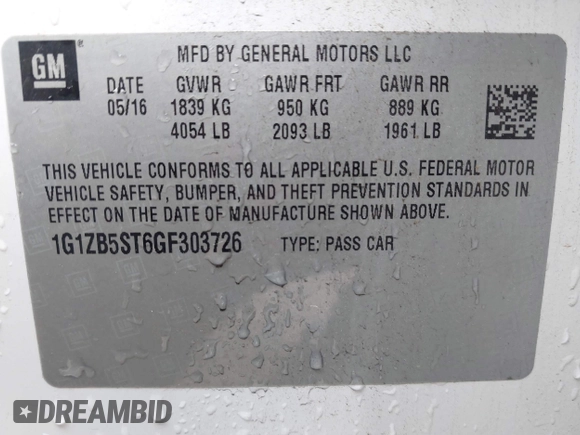 GM
MFD BY GENERAL MOTORS LLC
DATE GVWR GAWR FRT GAWR RR
05/16 1839 KG 950 KG 889 KG
4054 LB 2093 LB 1961 LB
THIS VEHICLE CONFORMS TO ALL APPLICABLE U.S. FEDERAL MOTOR
VEHICLE SAFETY, BUMPER, AND THEFT PREVENTION STANDARDS IN
EFFECT ON THE DATE OF MANUFACTURE SHOWN ABOVE.
1G1ZB5ST6GF303726 TYPE: PASS CAR
DREAMBID